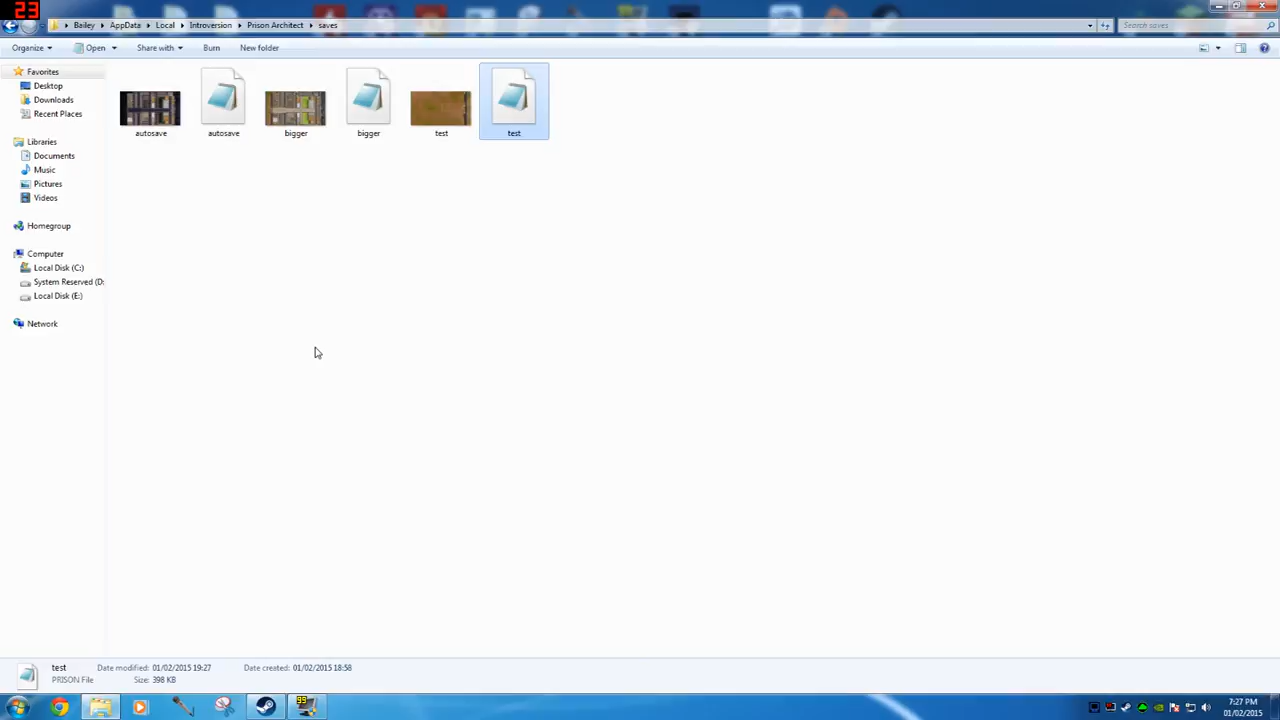 23
Bailey ▸ AppData ▸ Local ▸ Introversion ▸ Prison Architect ▸ saves
Search saves
Organize Open Share with Burn New folder
Favorites
Desktop
Downloads
Recent Places
Libraries
Documents
Music
Pictures
Videos
Homegroup
Computer
Local Disk (C:)
System Reserved (D:
Local Disk (E:)
Network
autosave autosave bigger bigger test test
test Date modified: 01/02/2015 19:27 Date created: 01/02/2015 18:58
PRISON File Size: 398 KB
99
7:27 PM
01/02/2015